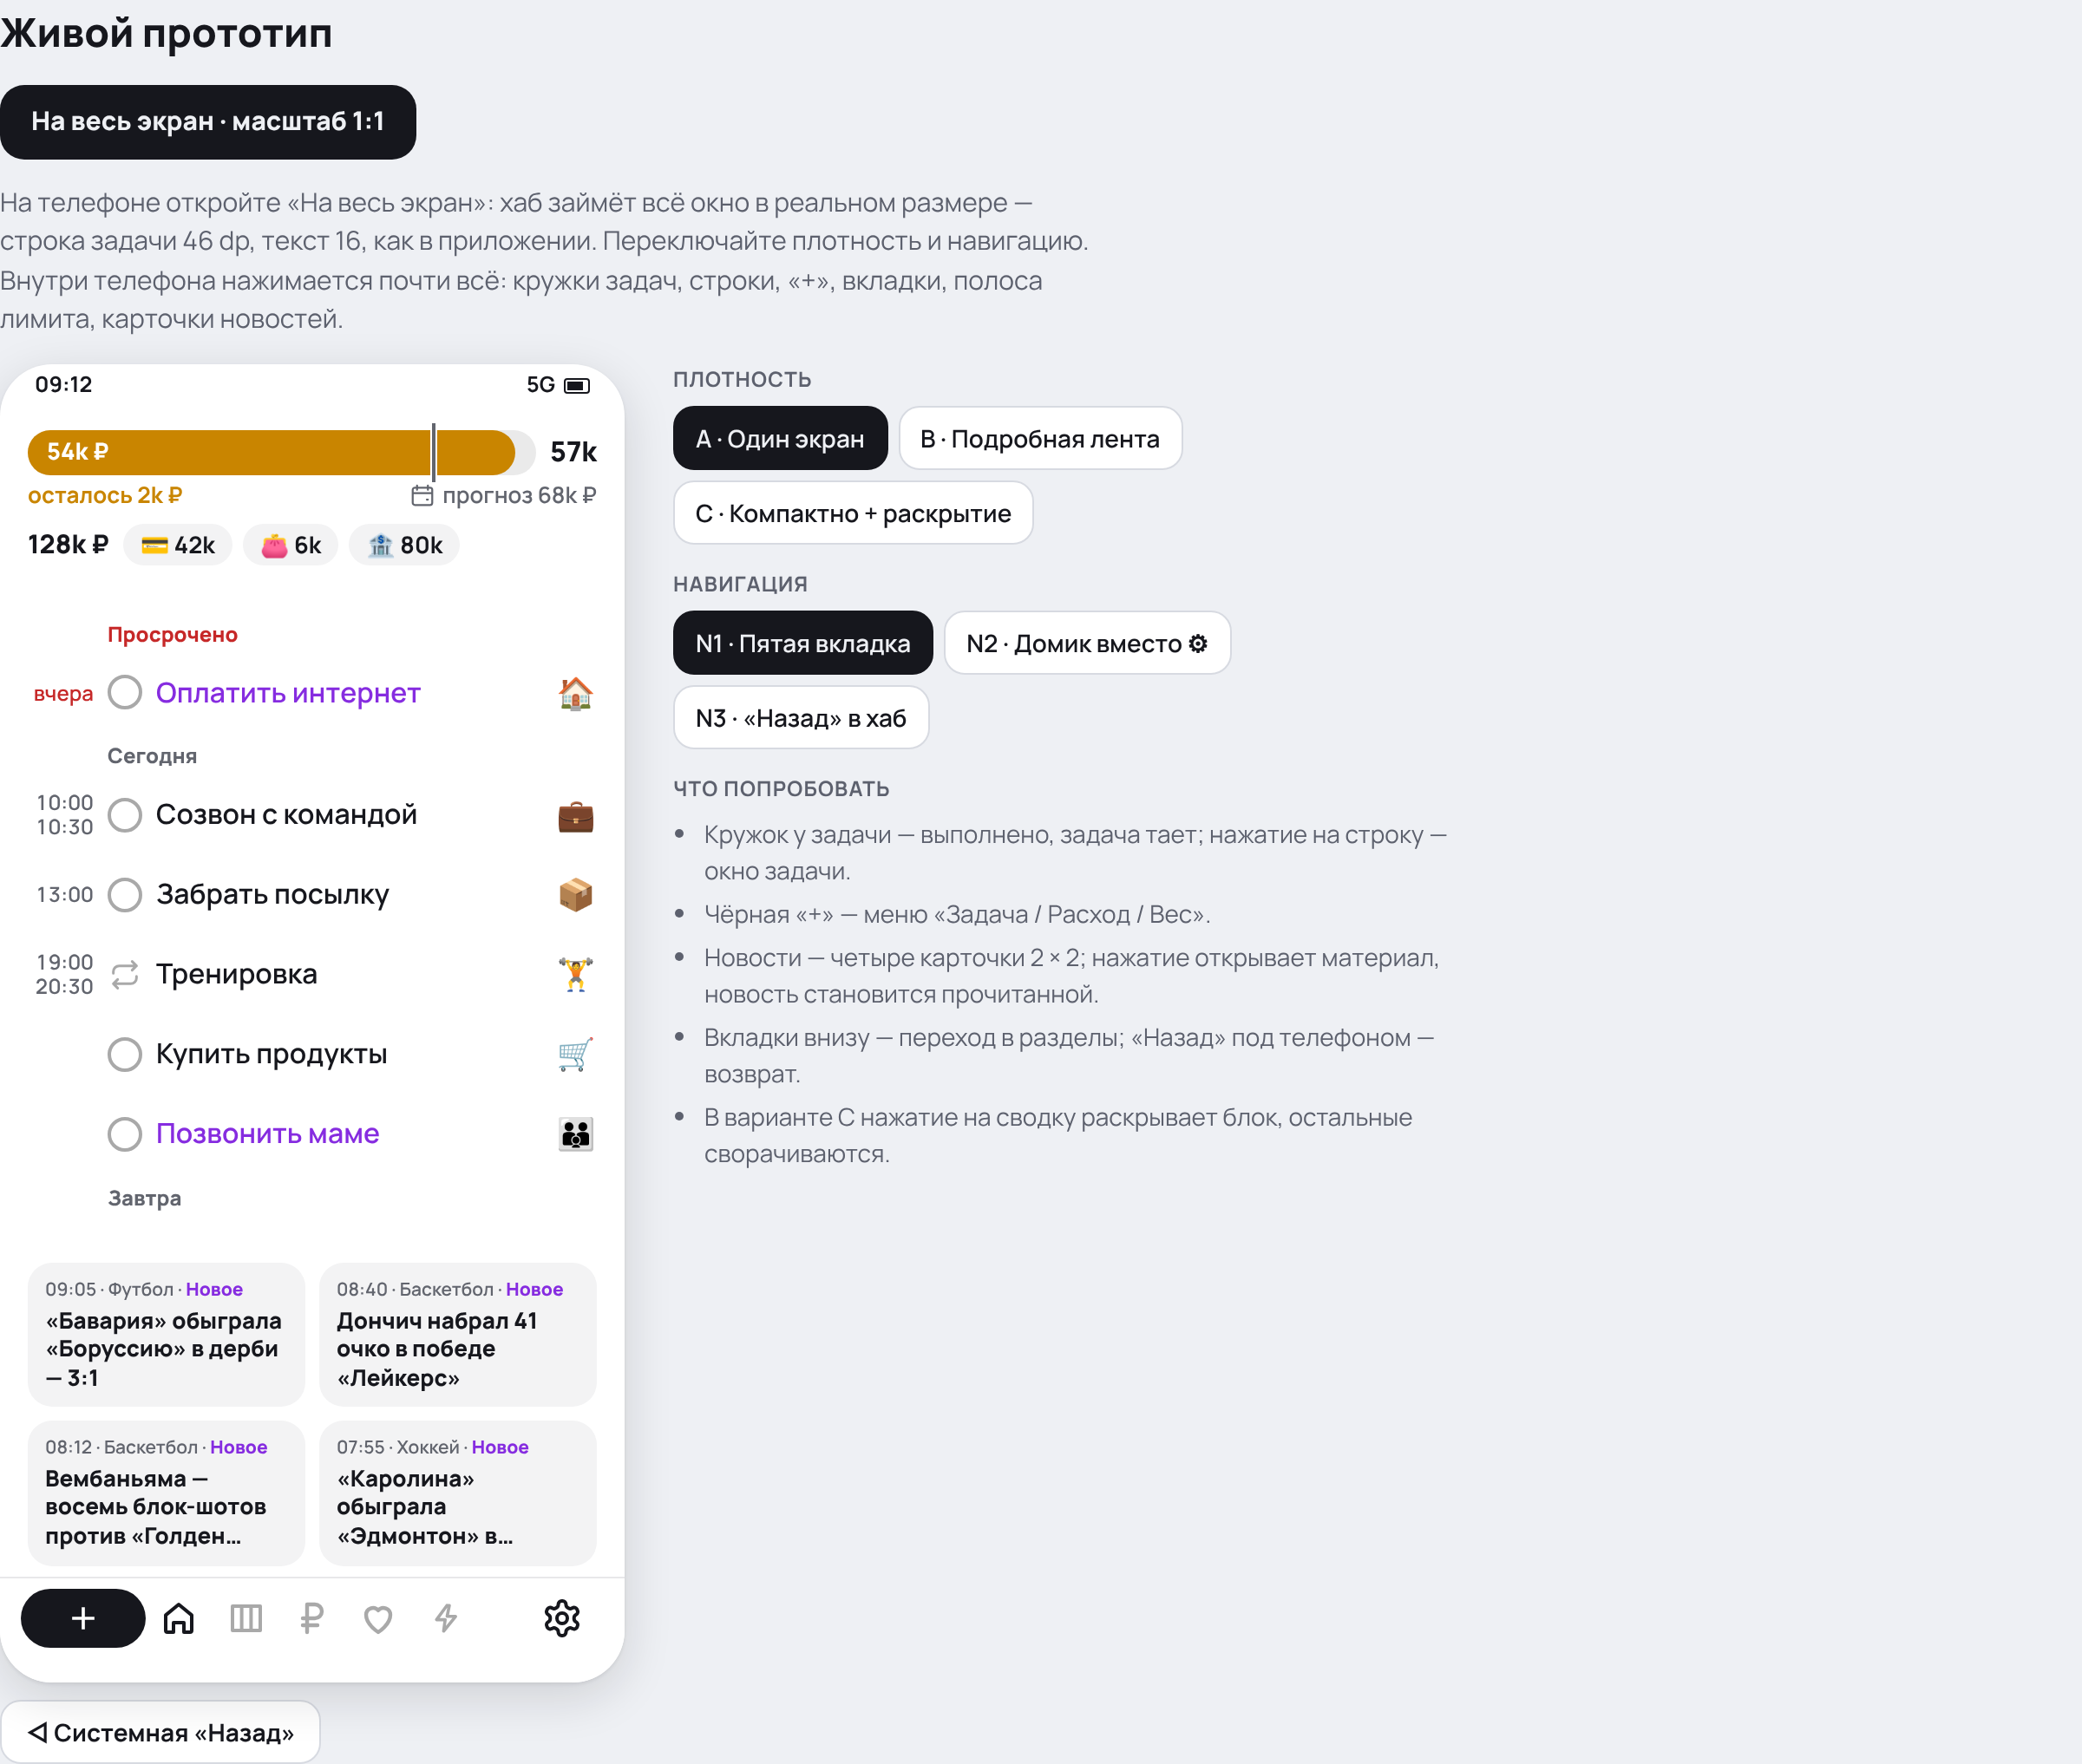 Живой прототип
На весь экран · масштаб 1:1
На телефоне откройте «На весь экран»: хаб займёт всё окно в реальном размере —
строка задачи 46 dp, текст 16, как в приложении. Переключайте плотность и навигацию.
Внутри телефона нажимается почти всё: кружки задач, строки, «+», вкладки, полоса
лимита, карточки новостей.
09:12
5G
54k ₽
57k
осталось 2k ₽
прогноз 68k ₽
128k ₽
42k
6k
80k
Просрочено
вчера
Оплатить интернет
Сегодня
10:00
10:30
Созвон с командой
13:00
Забрать посылку
19:00
20:30
Тренировка
Купить продукты
Позвонить маме
Завтра
09:05 · Футбол · Новое
«Бавария» обыграла
«Боруссию» в дерби
— 3:1
08:40 · Баскетбол · Новое
Дончич набрал 41
очко в победе
«Лейкерс»
08:12 · Баскетбол · Новое
Вембаньяма —
восемь блок-шотов
против «Голден…
07:55 · Хоккей · Новое
«Каролина»
обыграла
«Эдмонтон» в…
+
₽
Системная «Назад»
ПЛОТНОСТЬ
A · Один экран
B · Подробная лента
C · Компактно + раскрытие
НАВИГАЦИЯ
N1 · Пятая вкладка
N2 · Домик вместо ⚙
N3 · «Назад» в хаб
ЧТО ПОПРОБОВАТЬ
Кружок у задачи — выполнено, задача тает; нажатие на строку —
окно задачи.
Чёрная «+» — меню «Задача / Расход / Вес».
Новости — четыре карточки 2 × 2; нажатие открывает материал,
новость становится прочитанной.
Вкладки внизу — переход в разделы; «Назад» под телефоном —
возврат.
В варианте C нажатие на сводку раскрывает блок, остальные
сворачиваются.